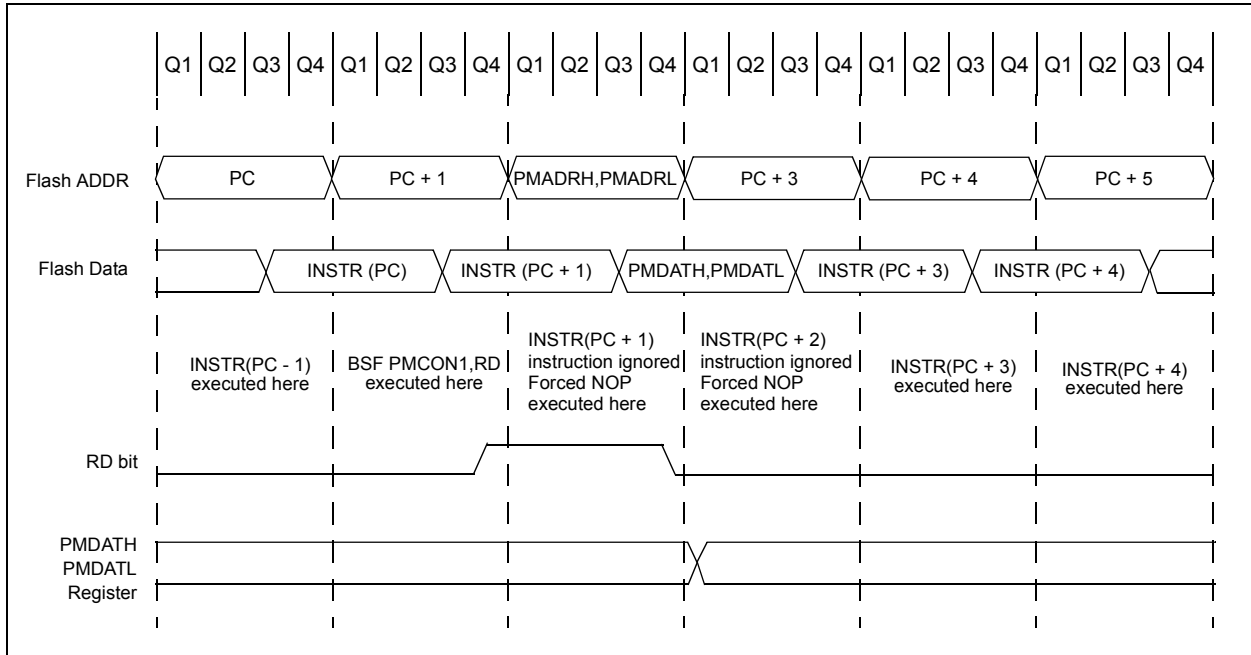 Q1 Q2 Q3 Q4 Q1 Q2 Q3 Q4 Q1 Q2 Q3 Q4 Q1 Q2 Q3 Q4 Q1 Q2 Q3 Q4 Q1 Q2 Q3 Q4
Flash ADDR PC PC + 1 PMADRH,PMADRL PC + 3 PC + 4 PC + 5
Flash Data INSTR (PC) INSTR (PC + 1) PMDATH,PMDATL INSTR (PC + 3) INSTR (PC + 4)
INSTR(PC - 1)
executed here
BSF PMCON1,RD
executed here
INSTR(PC + 1)
instruction ignored
Forced NOP
executed here
INSTR(PC + 2)
instruction ignored
Forced NOP
executed here
INSTR(PC + 3)
executed here
INSTR(PC + 4)
executed here
RD bit
PMDATH
PMDATL
Register